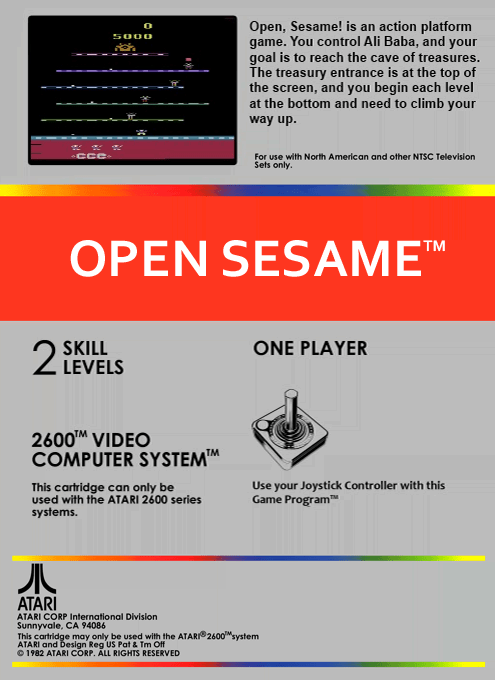 0
5000
CCE
Open, Sesame! is an action platform
game. You control Ali Baba, and your
goal is to reach the cave of treasures.
The treasury entrance is at the top of
the screen, and you begin each level
at the bottom and need to climb your
way up.
For use with North American and other NTSC Television
Sets only.
OPEN SESAME™
2 SKILL
LEVELS
ONE PLAYER
2600™ VIDEO
COMPUTER SYSTEM™
This cartridge can only be
used with the ATARI 2600 series
systems.
Use your Joystick Controller with this
Game Program™
ATARI
ATARI CORP International Division
Sunnyvale, CA 94086
This cartridge may only be used with the ATARI®2600™system
ATARI and Design Reg US Pat & Tm Off
© 1982 ATARI CORP. ALL RIGHTS RESERVED